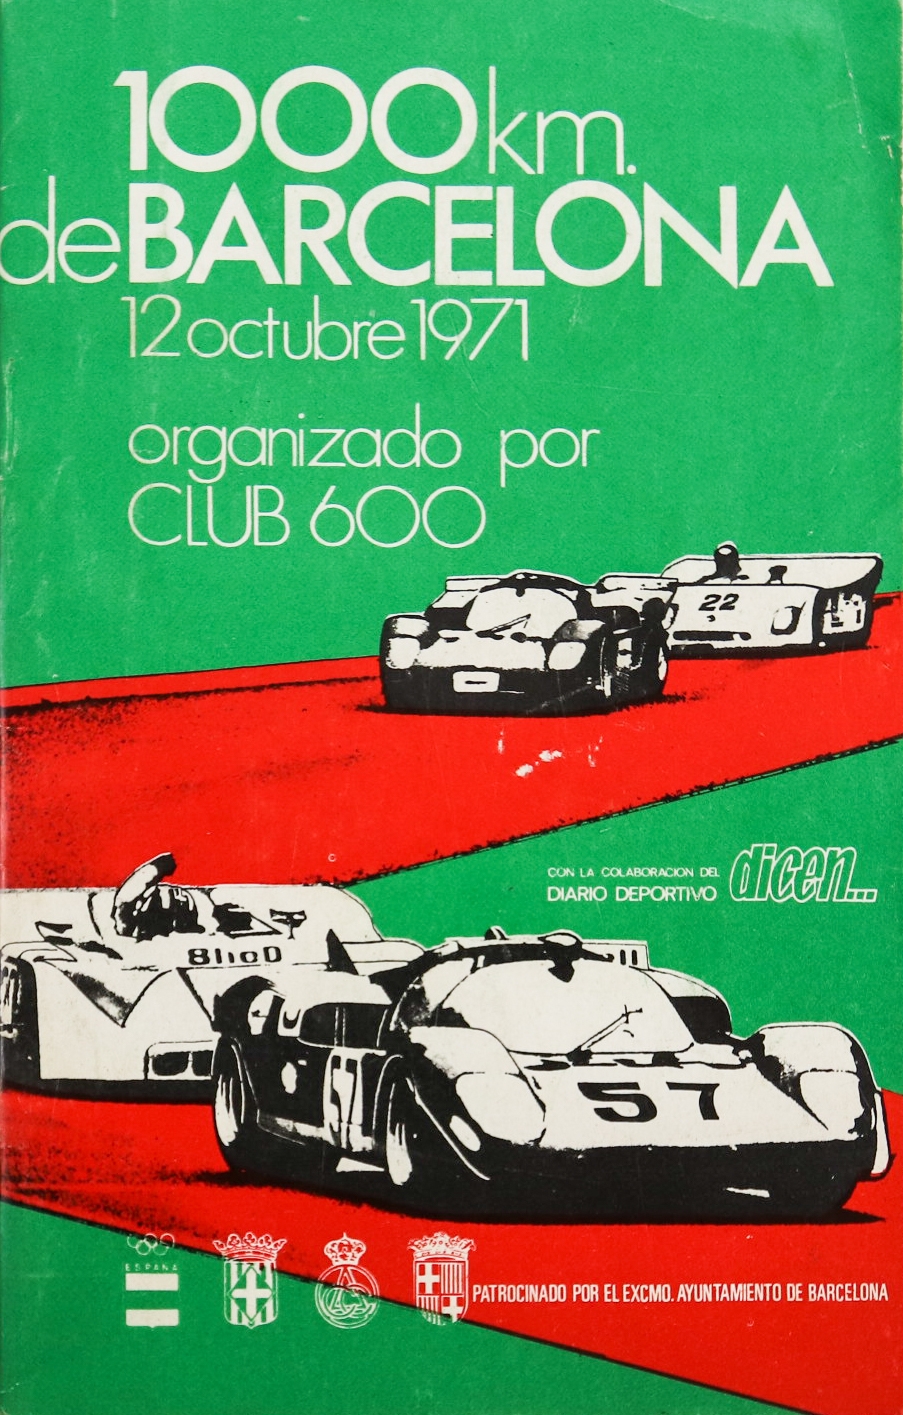 1000km.
de BARCELONA
12 octubre 1971
organizado por
CLUB 600
22
CON LA COLABORACION DEL
DIARIO DEPORTIVO dicen...
57
ESPAÑA
PATROCINADO POR EL EXCMO. AYUNTAMIENTO DE BARCELONA